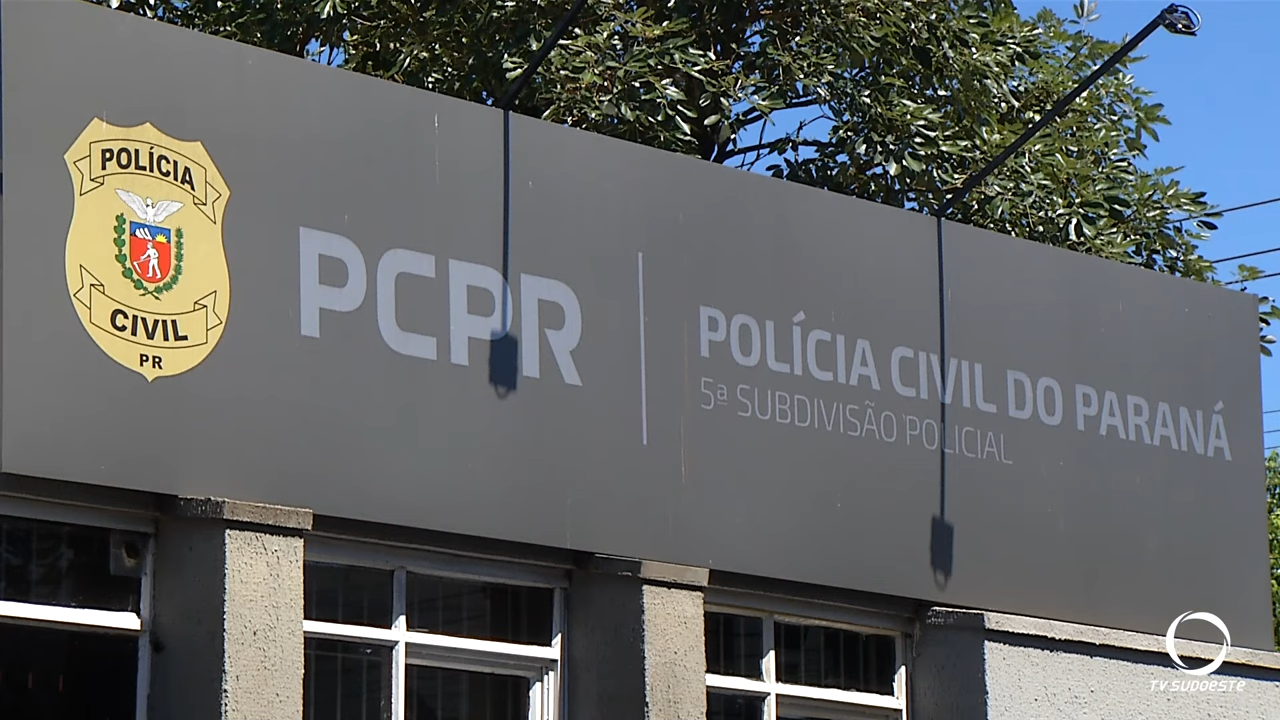 POLÍCIA
CIVIL
PR
PCPR
POLÍCIA CIVIL DO PARANÁ
5ª SUBDIVISÃO POLICIAL
TV SUDOESTE